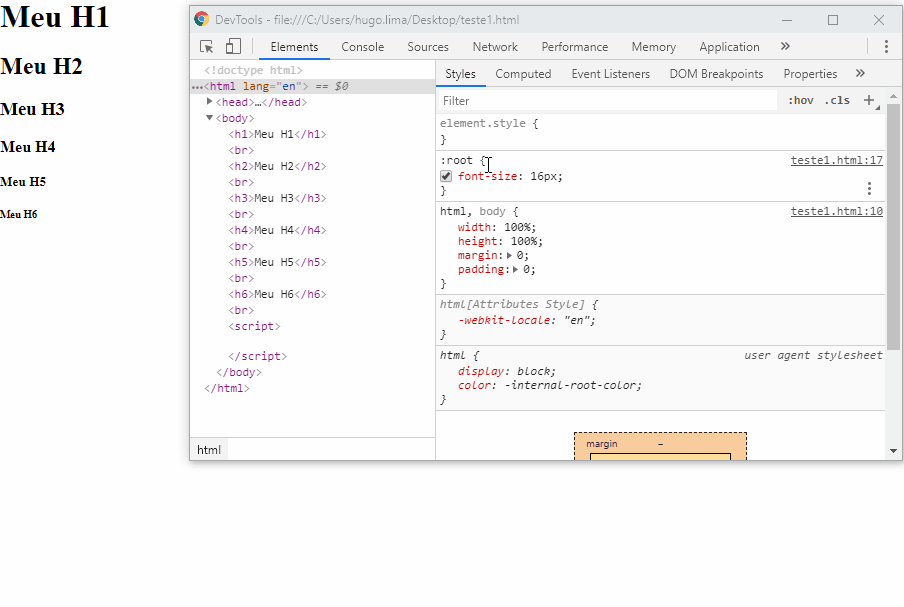 Meu H1
Meu H2
Meu H3
Meu H4
Meu H5
Meu H6
DevTools - file:///C:/Users/hugo.lima/Desktop/teste1.html
Elements Console Sources Network Performance Memory Application »
<!doctype html>
•••<html lang="en"> == $0
<head>…</head>
<body>
<h1>Meu H1</h1>
<br>
<h2>Meu H2</h2>
<br>
<h3>Meu H3</h3>
<br>
<h4>Meu H4</h4>
<br>
<h5>Meu H5</h5>
<br>
<h6>Meu H6</h6>
<br>
<script>
</script>
</body>
</html>
html
Styles Computed Event Listeners DOM Breakpoints Properties »
Filter :hov .cls +
element.style {
}
:root { teste1.html:17
font-size: 16px;
}
html, body { teste1.html:10
width: 100%;
height: 100%;
margin: 0;
padding: 0;
}
html[Attributes Style] {
-webkit-locale: "en";
}
html { user agent stylesheet
display: block;
color: -internal-root-color;
}
margin –